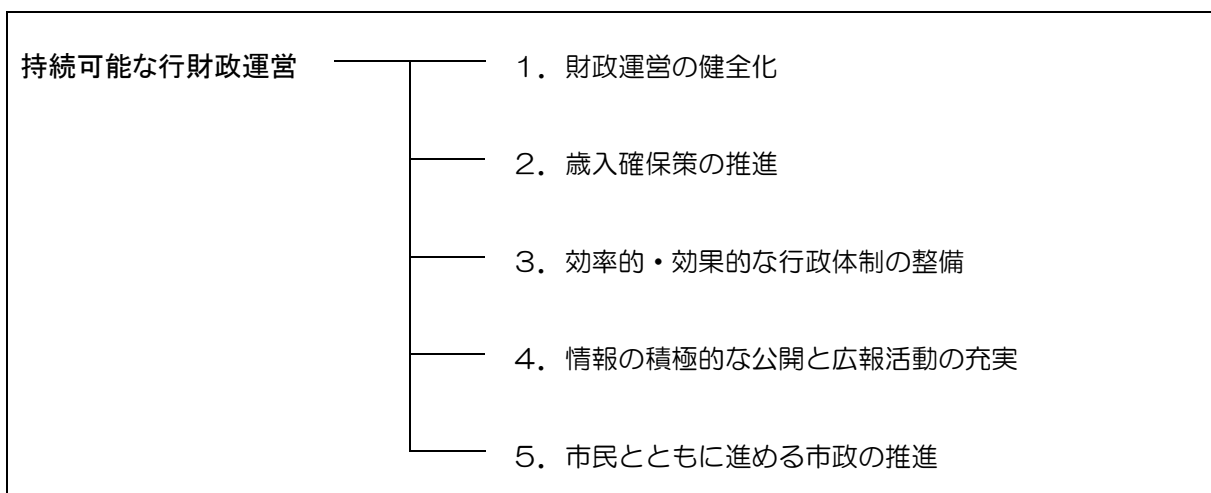 持続可能な行財政運営
１．財政運営の健全化
２．歳入確保策の推進
３．効率的・効果的な行政体制の整備
４．情報の積極的な公開と広報活動の充実
５．市民とともに進める市政の推進